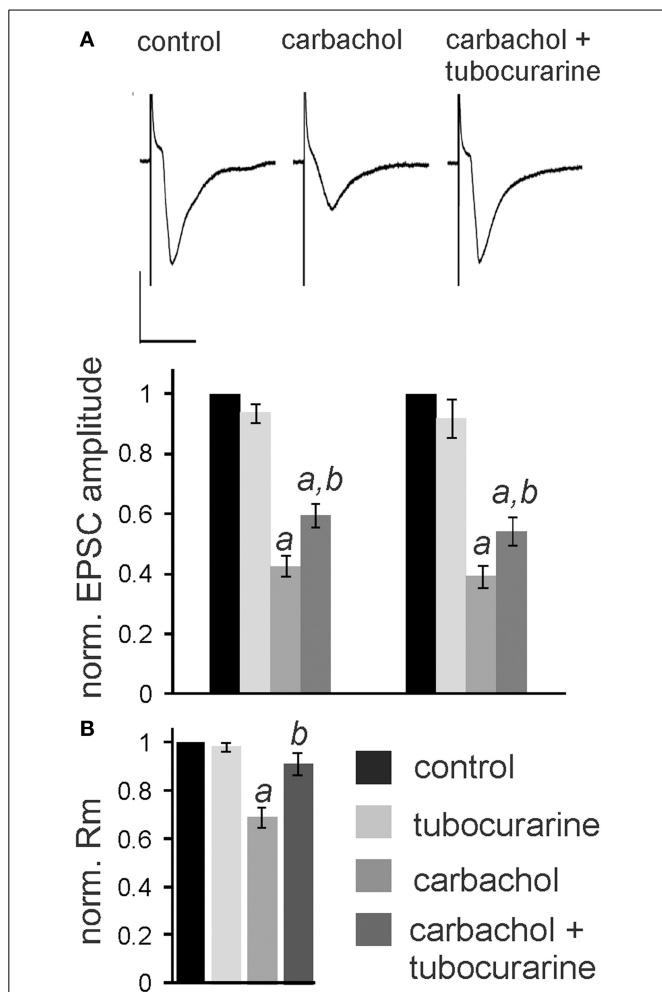 A
control
carbachol
carbachol +
tubocurarine
norm. EPSC amplitude
1
0.8
0.6
0.4
0.2
0
a
a,b
a
a,b
B
norm. Rm
1
0.8
0.6
0.4
0.2
0
a
b
control
tubocurarine
carbachol
carbachol +
tubocurarine